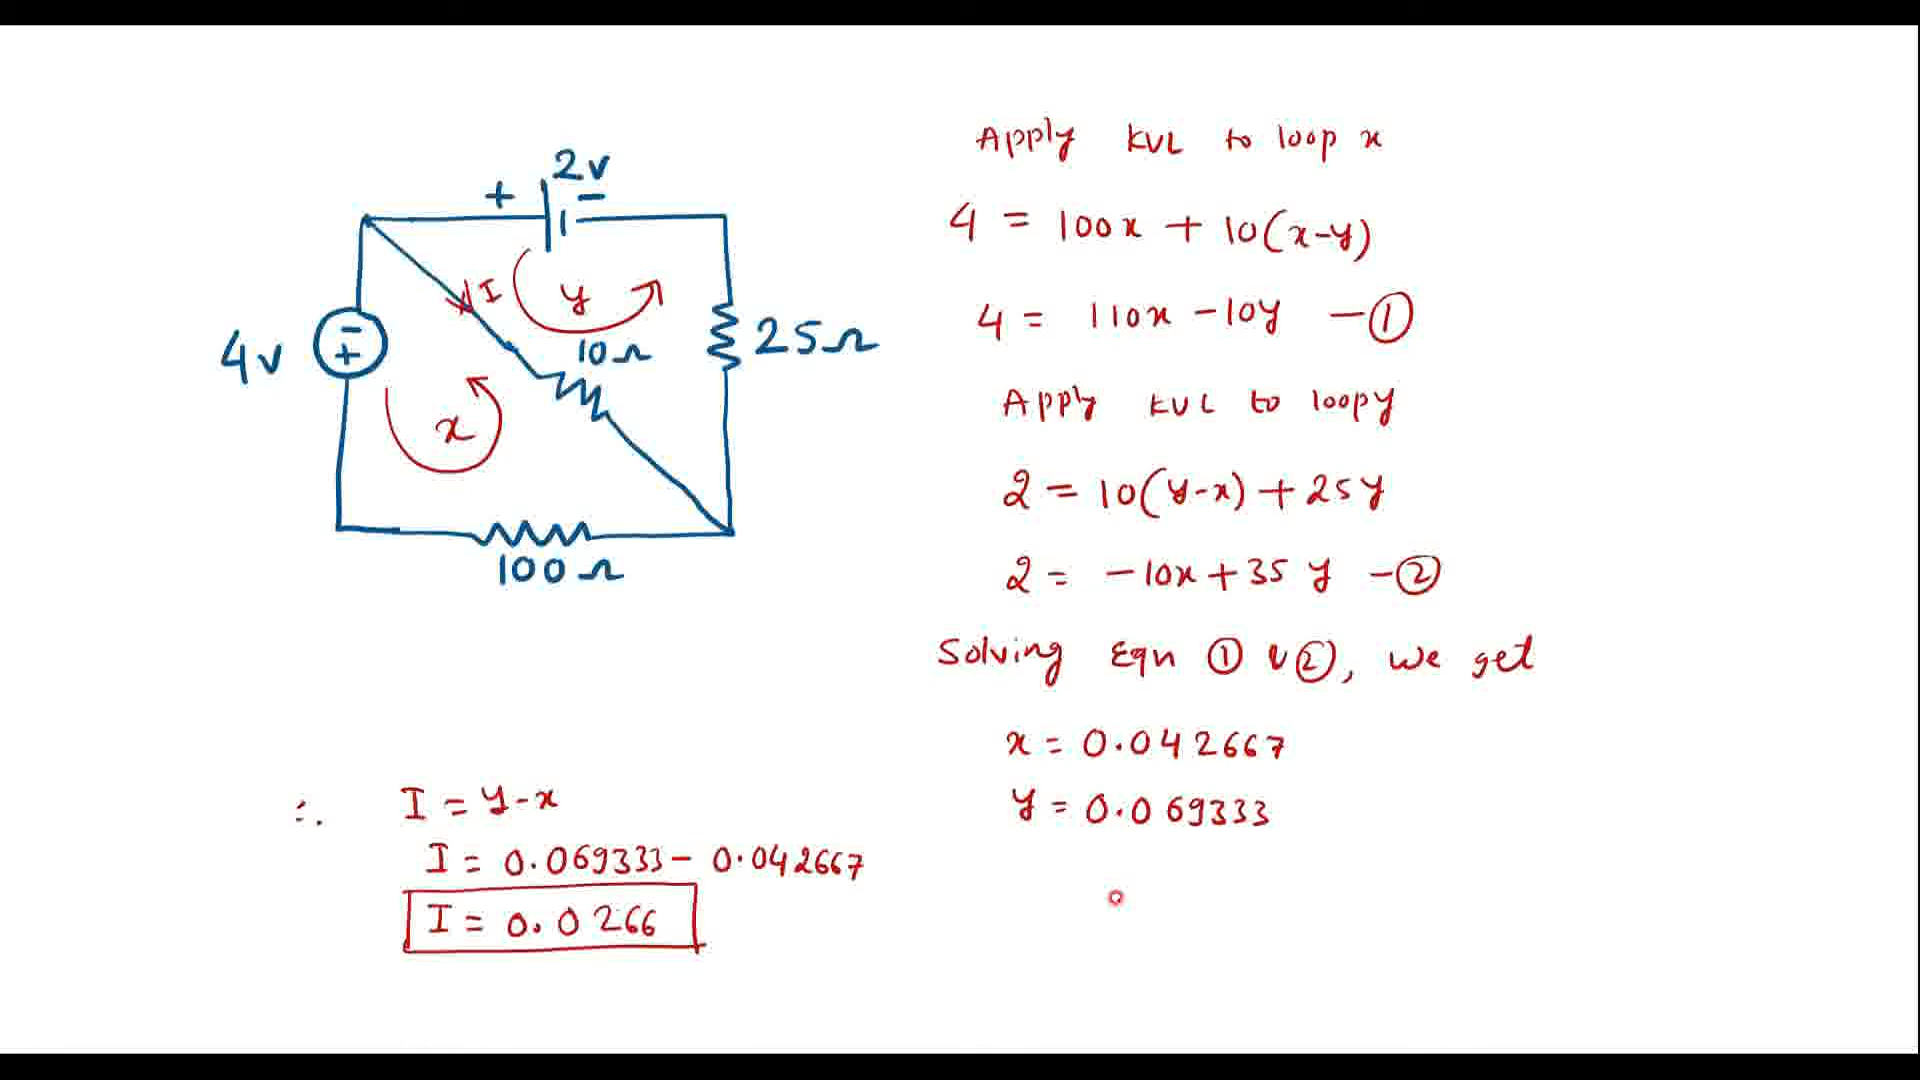 2v
+ -
I
y
10Ω
25Ω
4v
-
+
x
100Ω
Apply KVL to loop x
4 = 100x + 10(x-y)
4 = 110x - 10y - ①
Apply KVL to loop y
2 = 10(y-x) + 25y
2 = -10x + 35y - ②
Solving Eqn ① & ②, we get
x = 0.042667
y = 0.069333
∴ I = y-x
I = 0.069333 - 0.042667
I = 0.0266